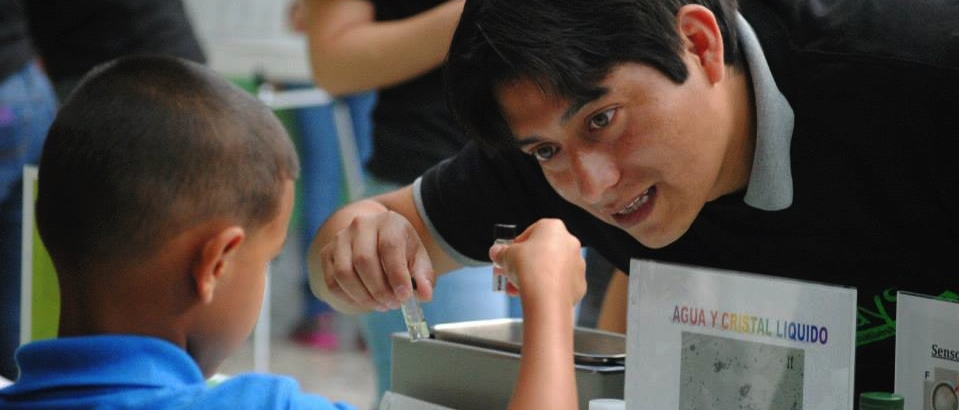 AGUA Y CRISTAL LIQUIDO
Senso
F